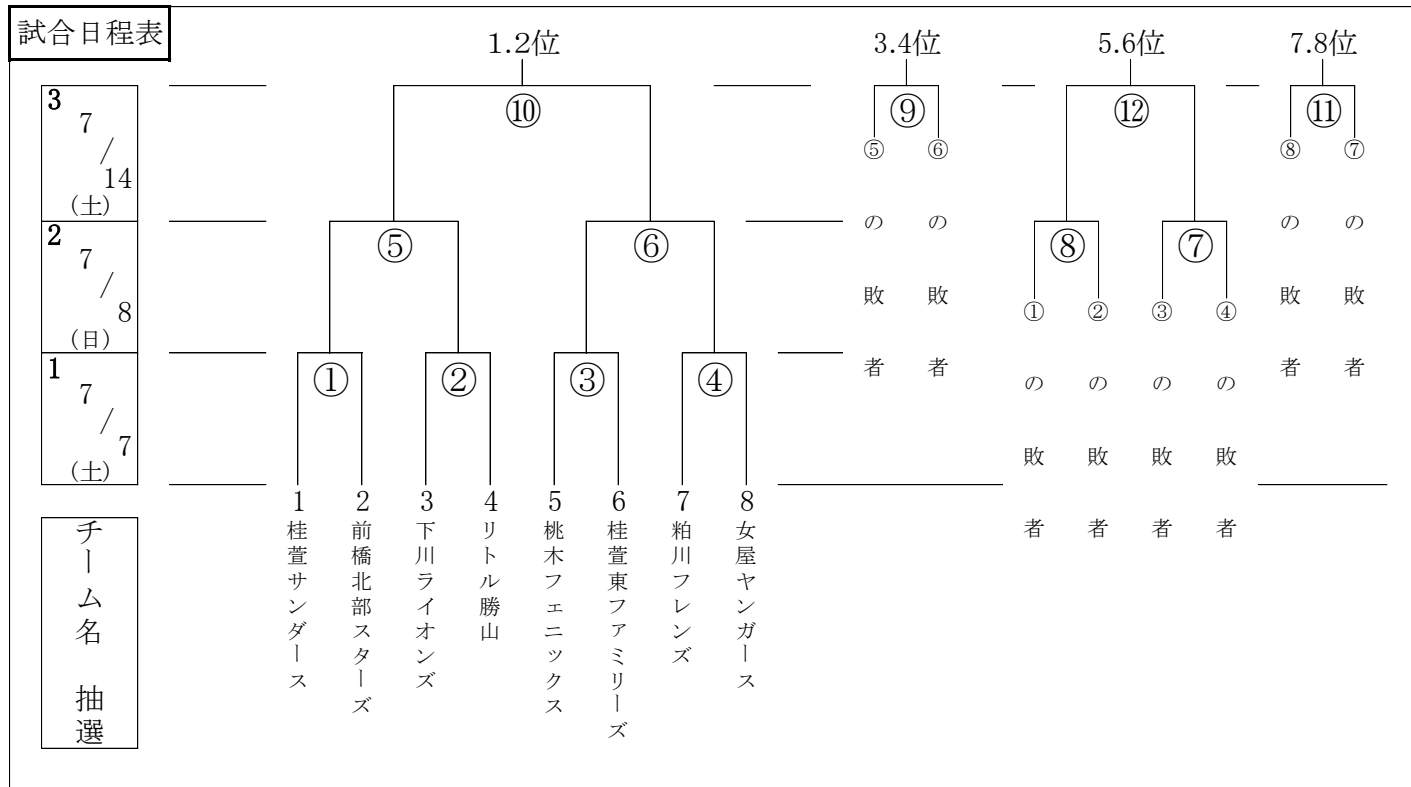 試合日程表
1.2位
3.4位
5.6位
7.8位
3
7
/
14
(土)
⑩
⑨
⑫
⑪
⑤の敗者
⑥の敗者
⑧の敗者
⑦の敗者
2
7
/
8
(日)
⑤
⑥
⑧
⑦
①の敗者
②の敗者
③の敗者
④の敗者
1
7
/
7
(土)
①
②
③
④
チーム名 抽選
1
桂萱サンダース
2
前橋北部スターズ
3
下川ライオンズ
4
リトル勝山
5
桃木フェニックス
6
桂萱東ファミリーズ
7
粕川フレンズ
8
女屋ヤンガース